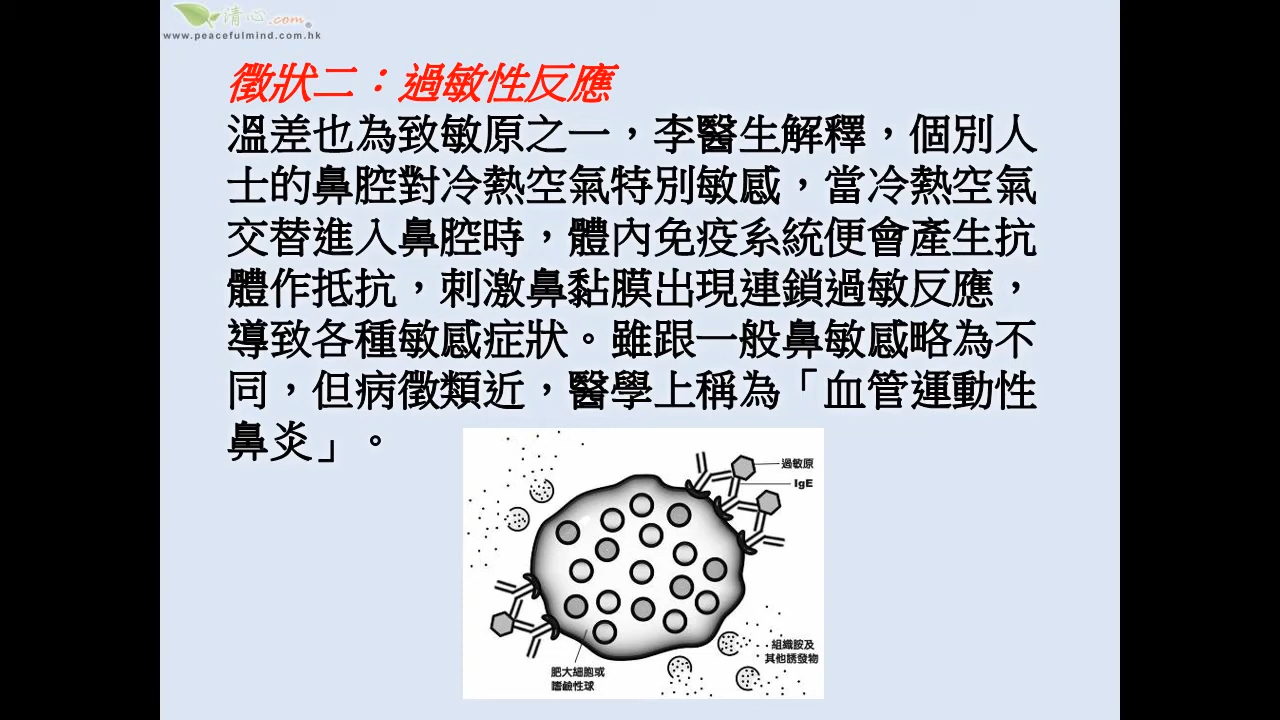 清心.com®
www.peacefulmind.com.hk
徵狀二：過敏性反應
溫差也為致敏原之一，李醫生解釋，個別人
士的鼻腔對冷熱空氣特別敏感，當冷熱空氣
交替進入鼻腔時，體內免疫系統便會產生抗
體作抵抗，刺激鼻黏膜出現連鎖過敏反應，
導致各種敏感症狀。雖跟一般鼻敏感略為不
同，但病徵類近，醫學上稱為「血管運動性
鼻炎」。
過敏原
IgE
組織胺及
其他誘發物
肥大細胞或
嗜鹼性球